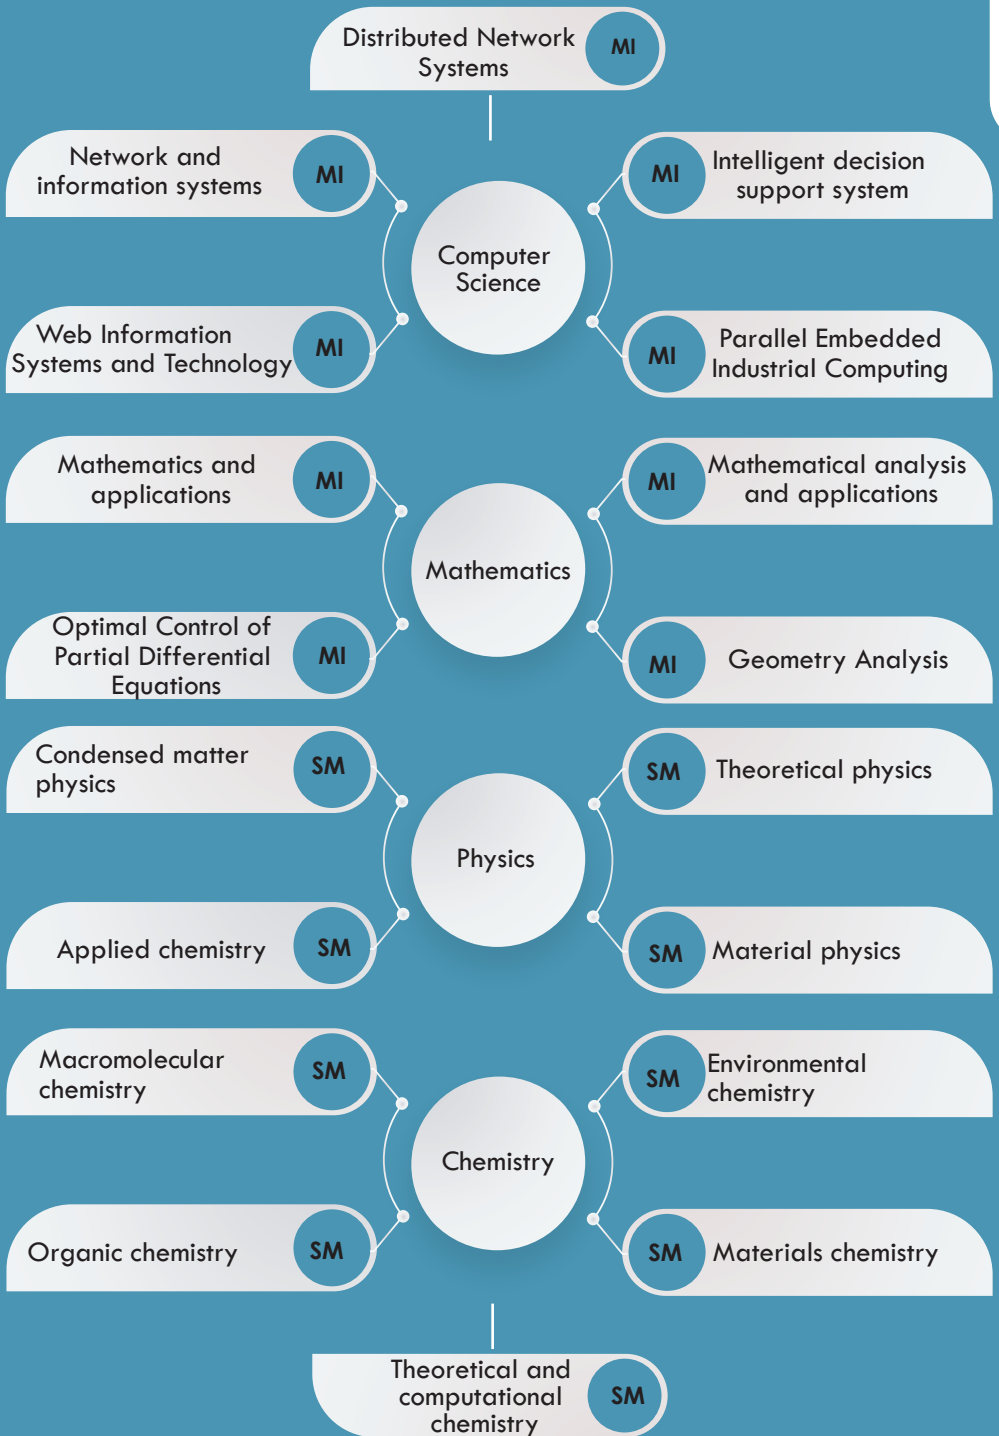 Distributed Network
Systems
MI
Network and
information systems
MI
MI
Intelligent decision
support system
Computer
Science
Web Information
Systems and Technology
MI
MI
Parallel Embedded
Industrial Computing
Mathematics and
applications
MI
MI
Mathematical analysis
and applications
Mathematics
Optimal Control of
Partial Differential
Equations
MI
MI
Geometry Analysis
Condensed matter
physics
SM
SM
Theoretical physics
Physics
Applied chemistry
SM
SM
Material physics
Macromolecular
chemistry
SM
SM
Environmental
chemistry
Chemistry
Organic chemistry
SM
SM
Materials chemistry
Theoretical and
computational
chemistry
SM